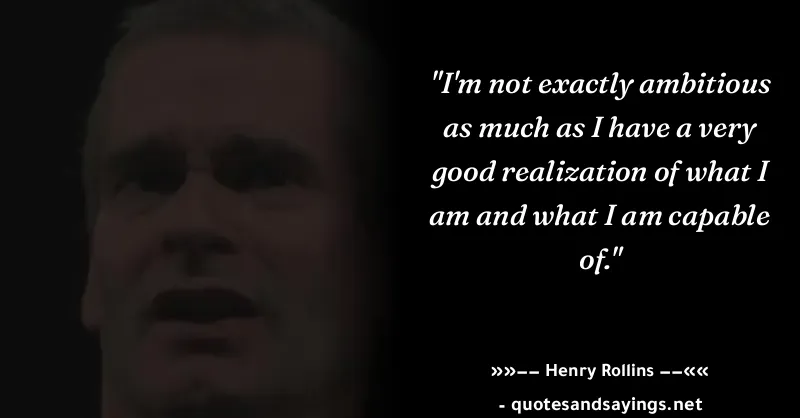 "I'm not exactly ambitious
as much as I have a very
good realization of what I
am and what I am capable
of."
»»–– Henry Rollins ––««
- quotesandsayings.net